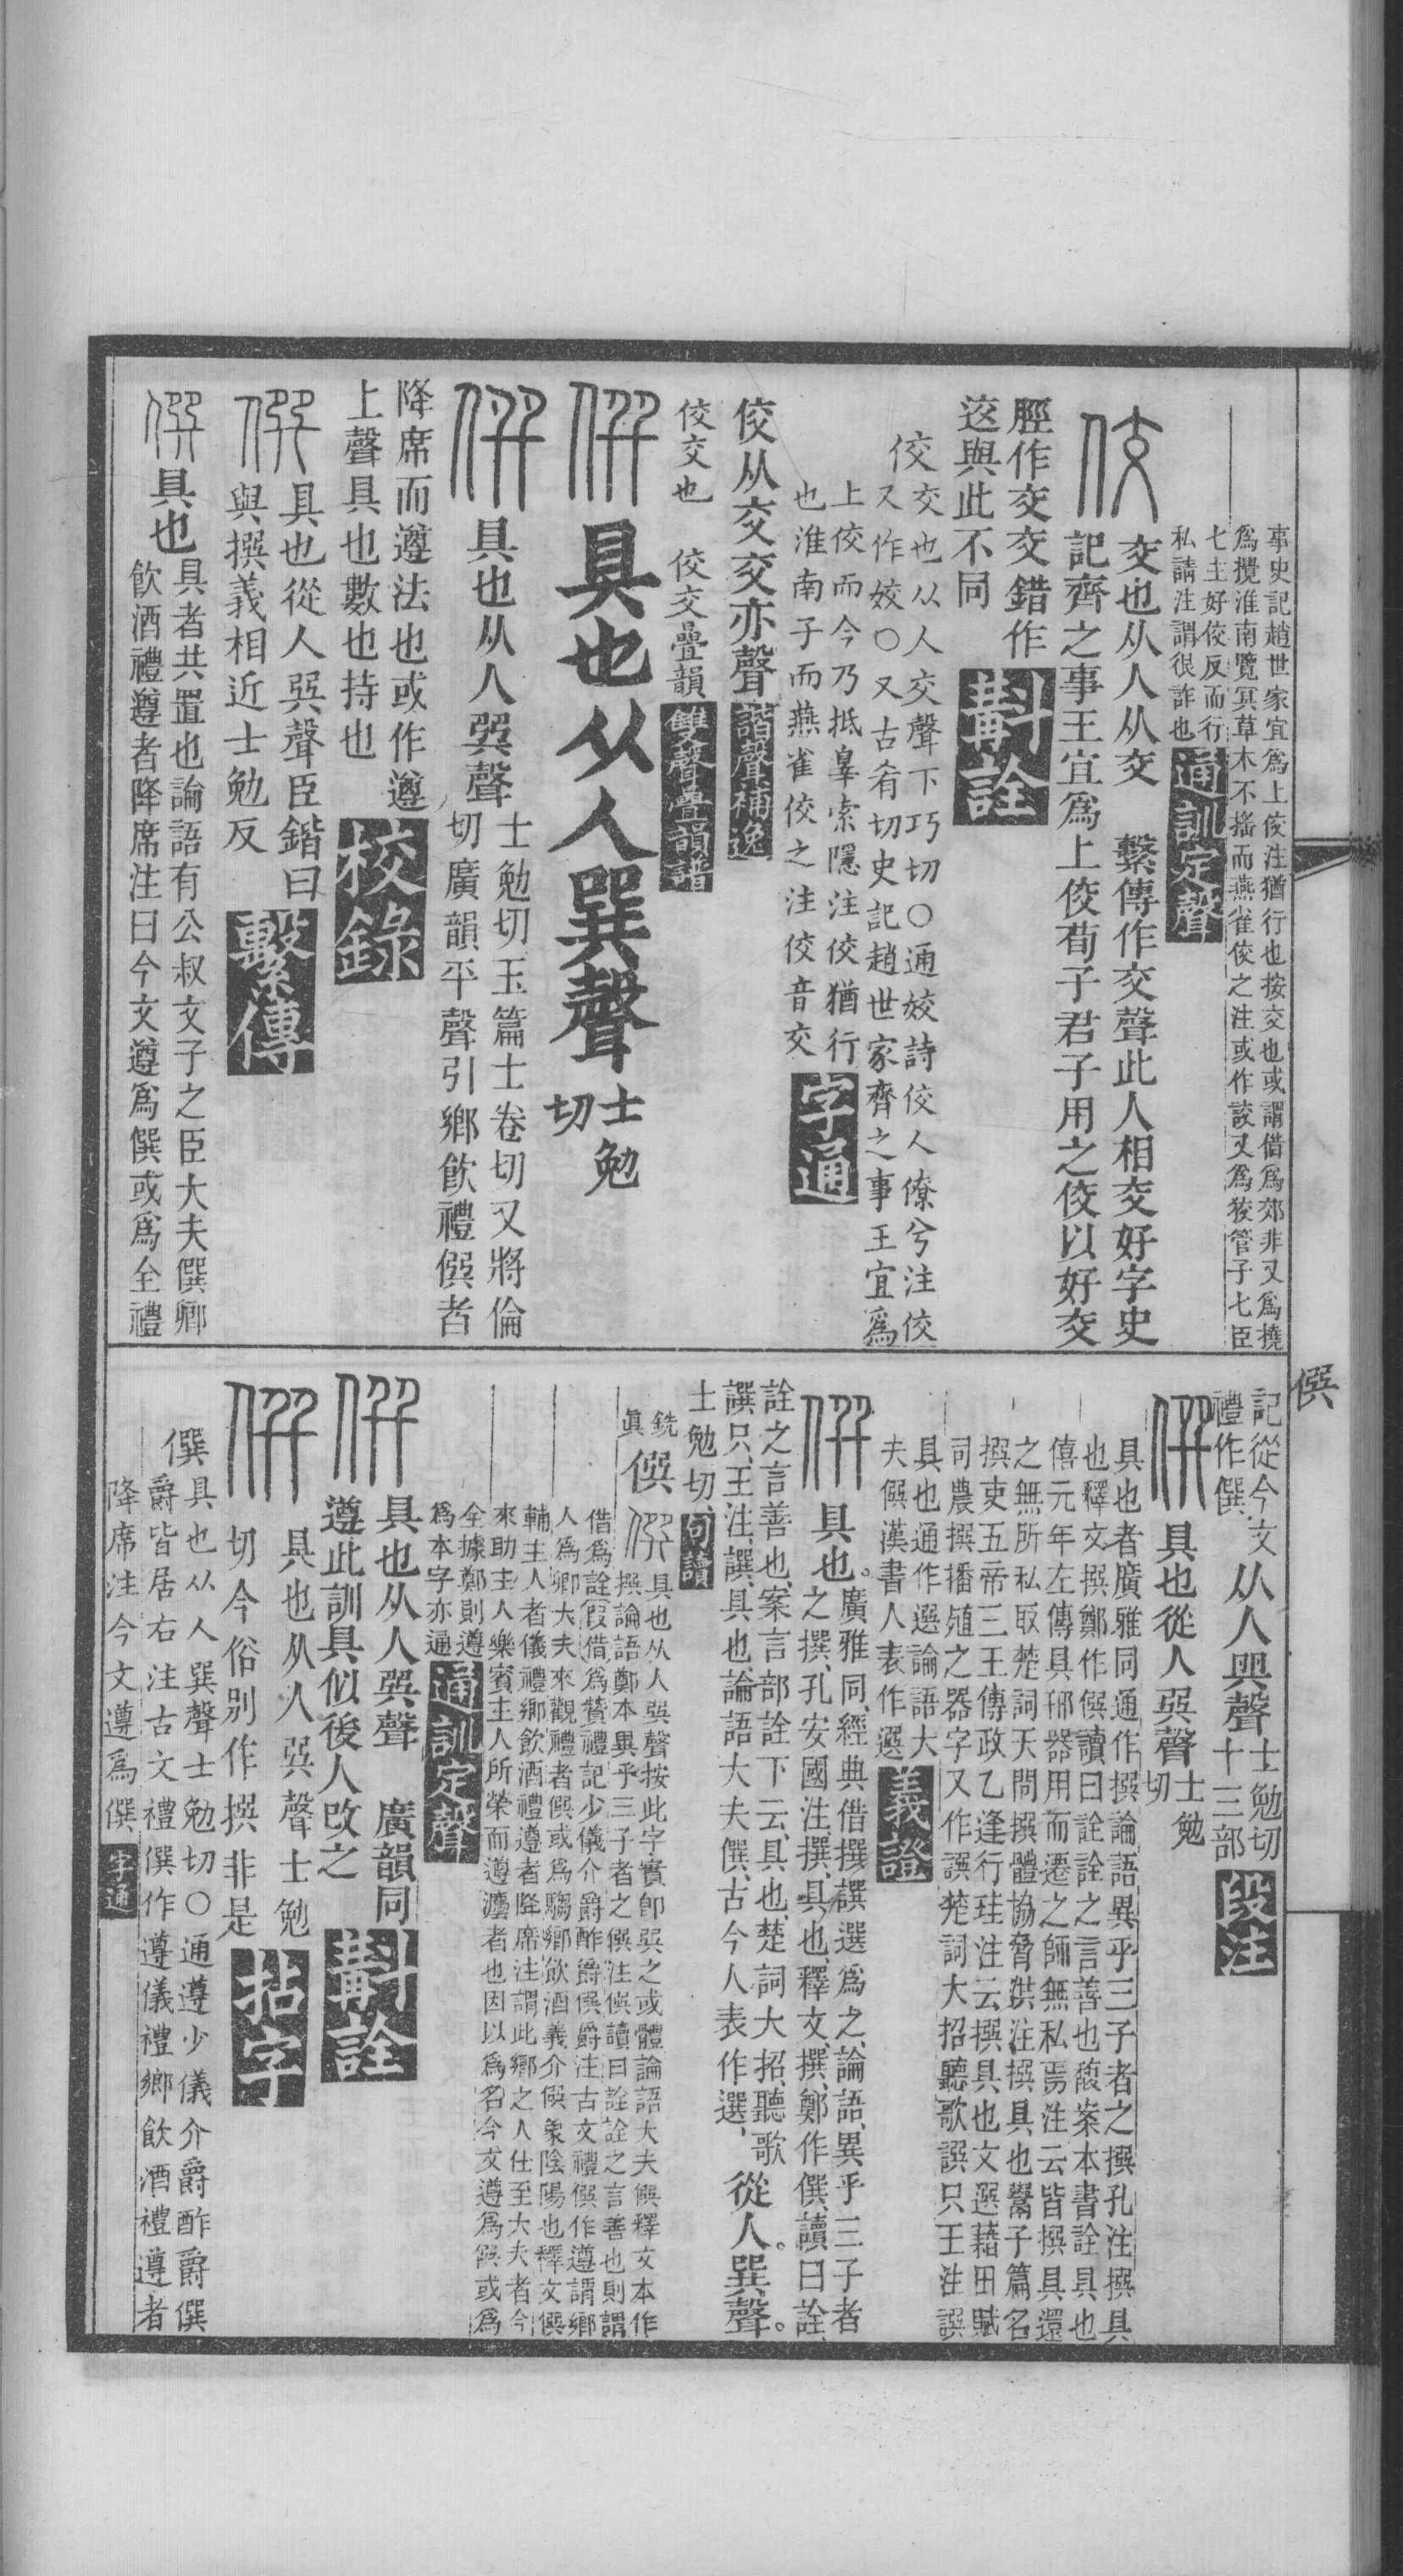 事史記趙世家宜爲上佼注猶行也按交也或謂借爲郊非又爲撓
爲攪淮南覽冥草木不搖而燕雀佼之注或作詨又爲狡管子七臣
七主好佼反而行
私請注謂很詐也
通訓定聲
交也从人从交　繫傳作交聲此人相交好字史
記齊之事王宜爲上佼荀子君子用之佼以好交
脛作交交錯作
这與此不同
斠詮
佼
交也从人交聲下巧切○通姣詩佼人僚兮注佼
又作姣○又古肴切史記趙世家齊之事王宜爲
上佼而今乃抵辠索隱注佼猶行
也淮南子而燕雀佼之注佼音交
字通
佼从交交亦聲
諧聲補逸
佼交也　佼交疊韻
雙聲疊韻譜
具也从人巽聲
士勉
切
具也从人巽聲
士勉切玉篇士卷切又將倫
切廣韻平聲引鄉飲禮僎者
降席而遵法也或作遵
上聲具也數也持也
校錄
具也從人巽聲臣鍇曰
與撰義相近士勉反
繫傳
具也
具者共置也論語有公叔文子之臣大夫僎鄉
飲酒禮遵者降席注曰今文遵爲僎或爲全禮
僎
記從今文
禮作僎
从人巽聲
士勉切
十三部
段注
具也從人巽聲
士勉
切
具也者廣雅同通作撰論語異乎三子者之撰孔注撰具
也釋文撰鄭作僎讀曰詮詮之言善也馥案本書詮具也
僖元年左傳具邢器用而遷之師無私焉注云皆撰具還
之無所私取楚詞天問撰體協脅洪注撰具也鬻子篇名
撰吏五帝三王傳政乙逢行珪注云撰具也文選藉田賦
司農撰播殖之器字又作譔楚詞大招聽歌譔只王注譔
具也通作選論語大
夫僎漢書人表作選
義證
具也。
廣雅同、經典借撰譔選爲之、論語、異乎三子者
之撰、孔安國注、撰、具也、釋文、撰、鄭作僎、讀曰詮、
詮之言善也、案言部詮下云、具也、楚詞大招、聽歌
譔只、王注、譔、具也、論語大夫僎、古今人表作選、
從人。巽聲。
士勉切、
句讀
銑
眞
僎
具也从人巽聲按此字實卽巽之或體論語大夫僎釋文本作
撰論語鄭本異乎三子者之僎注僎讀曰詮詮之言善也則謂
借爲詮假借爲贊禮記少儀介爵酢爵僎爵注古文禮僎作遵謂鄉
人爲卿大夫來觀禮者僎或爲馴鄉飲酒義介僎象陰陽也釋文僎
輔主人者儀禮鄉飲酒禮遵者降席注謂此鄉之人仕至大夫者今
來助主人樂賓主人所榮而遵灋者也因以爲名今文遵爲僎或爲
全據鄭則遵
爲本字亦通
通訓定聲
具也从人巽聲　廣韻同
遵此訓具似後人改之
斠詮
具也从人巽聲士勉
切今俗别作撰非是
拈字
僎
具也从人巽聲士勉切○通遵少儀介爵酢爵僎
爵皆居右注古文禮僎作遵儀禮鄉飲酒禮遵者
降席注今文遵爲僎
字通